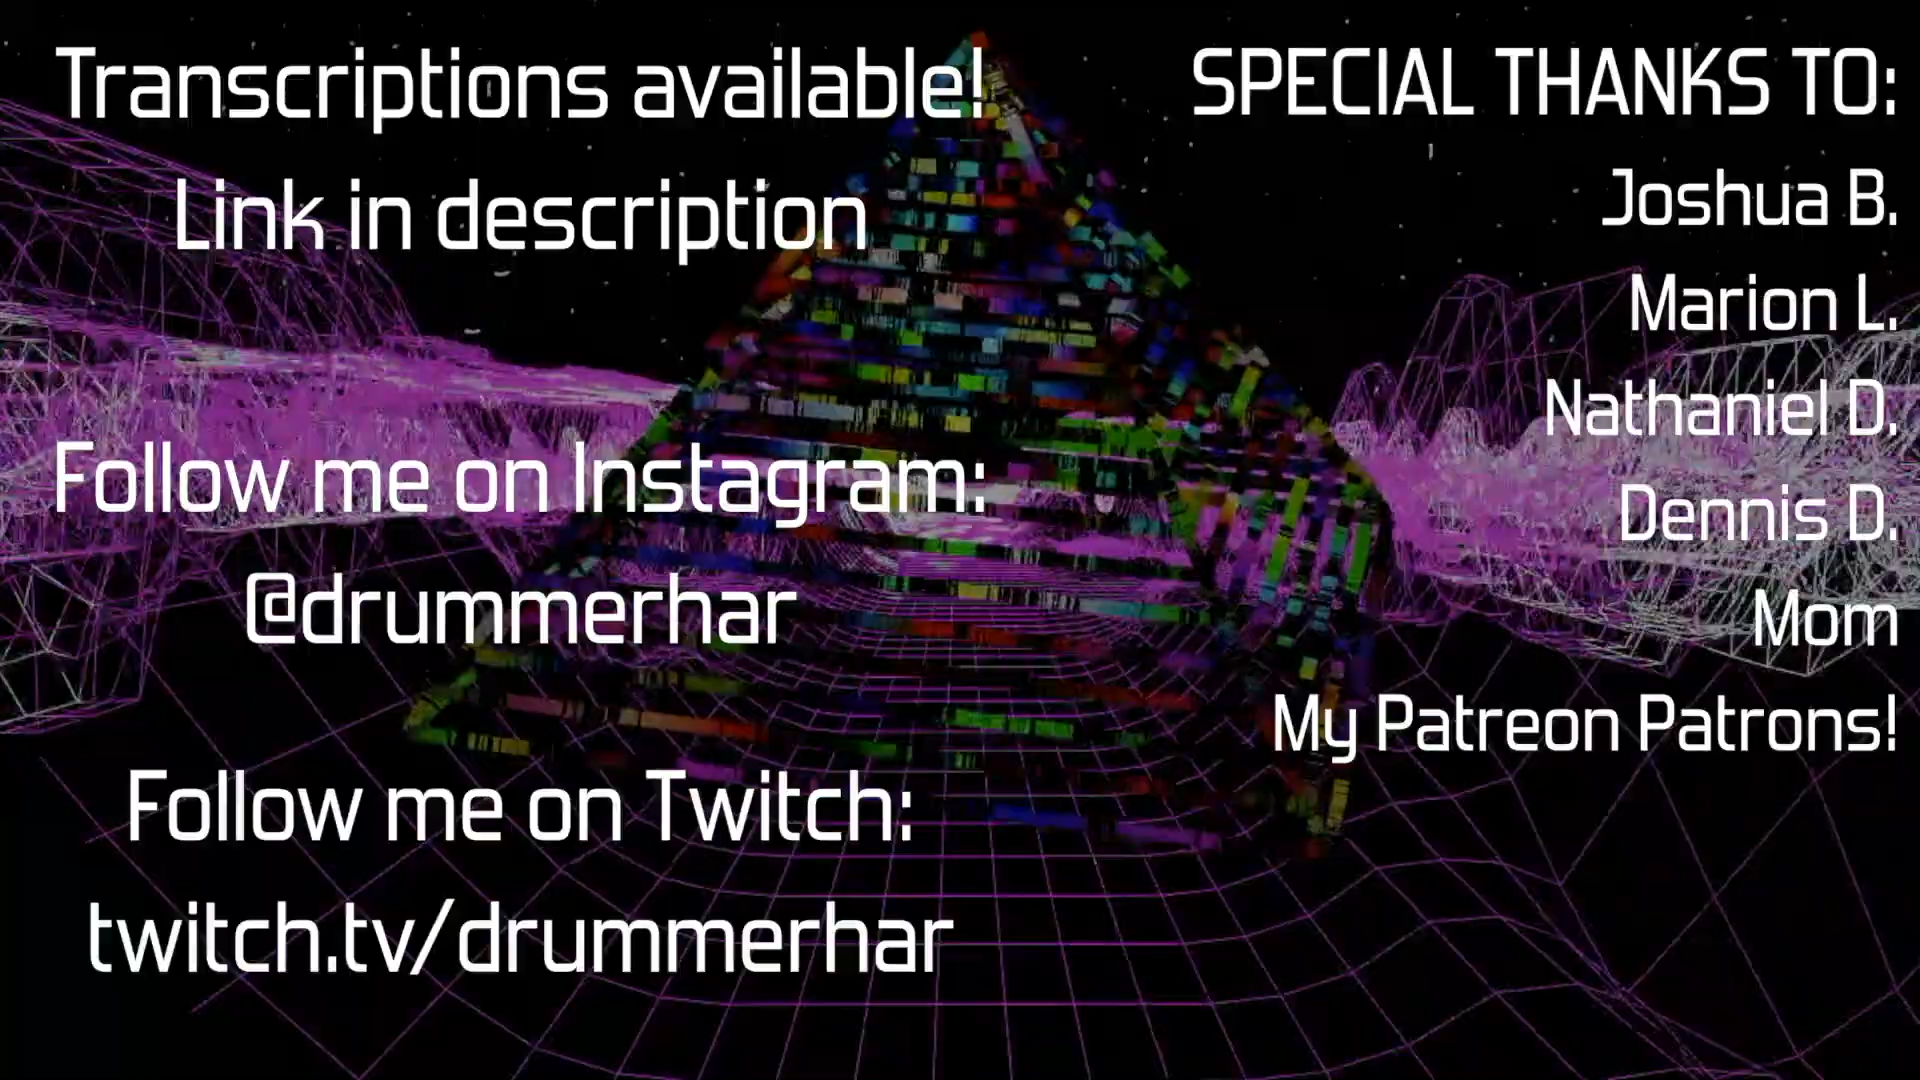 Transcriptions available!
Link in description
Follow me on Instagram:
@drummerhar
Follow me on Twitch:
twitch.tv/drummerhar
SPECIAL THANKS TO:
Joshua B.
Marion L.
Nathaniel D.
Dennis D.
Mom
My Patreon Patrons!